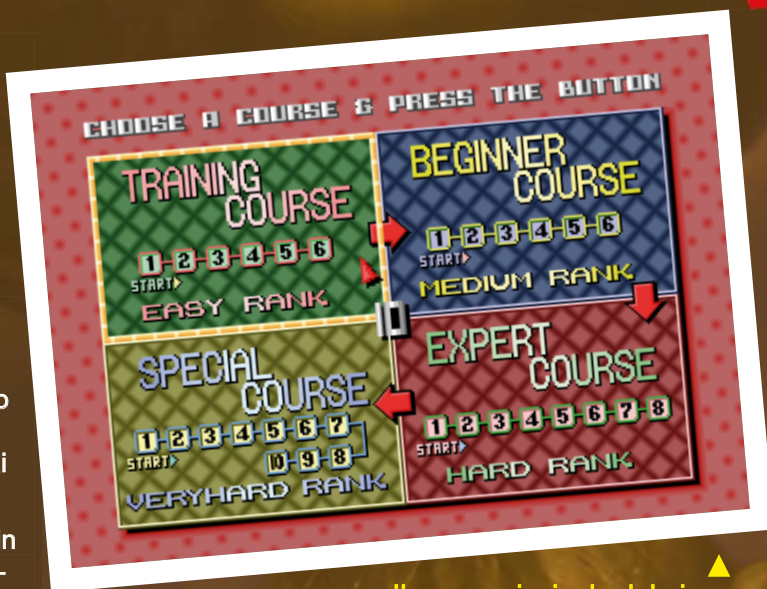 CHOOSE A COURSE & PRESS THE BUTTON
TRAINING
COURSE
1 2 3 4 5 6
START
EASY RANK
BEGINNER
COURSE
1 2 3 4 5 6
START
MEDIUM RANK
SPECIAL
COURSE
1 2 3 4 5 6 7
START
10 9 8
VERYHARD RANK
EXPERT
COURSE
1 2 3 4 5 6 7 8
START
HARD RANK